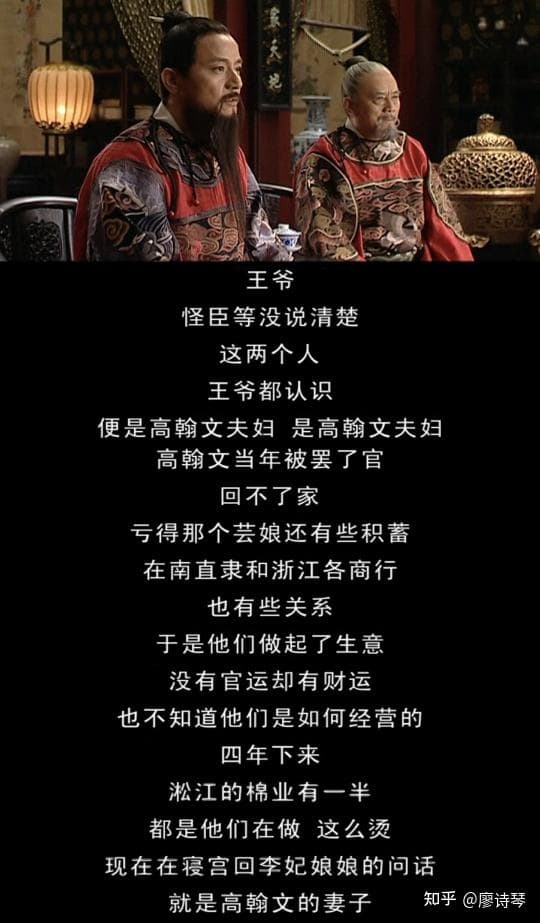 王爷
怪臣等没说清楚
这两个人
王爷都认识
便是高翰文夫妇 是高翰文夫妇
高翰文当年被罢了官
回不了家
亏得那个芸娘还有些积蓄
在南直隶和浙江各商行
也有些关系
于是他们做起了生意
没有官运却有财运
也不知道他们是如何经营的
四年下来
淞江的棉业有一半
都是他们在做 这么烫
现在在寝宫回李妃娘娘的问话
就是高翰文的妻子
知乎 @廖诗琴